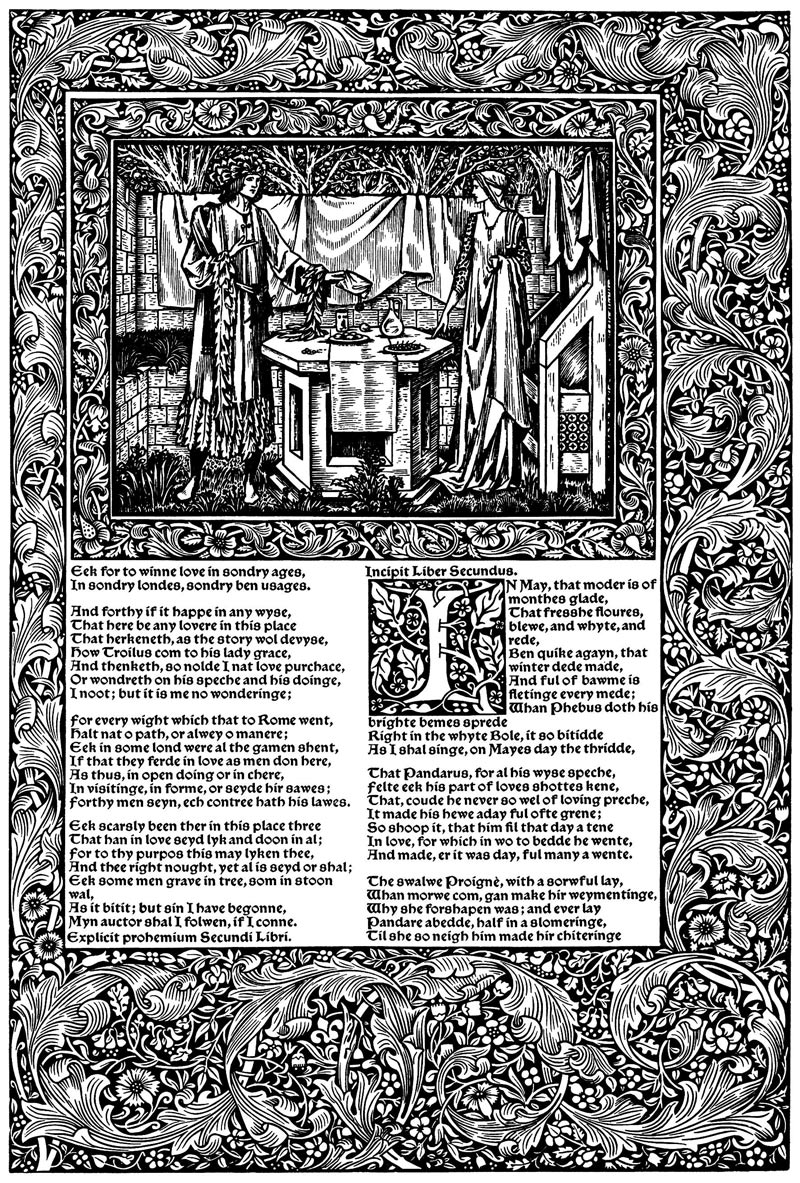 Eek for to winne love in sondry ages,
In sondry londes, sondry ben usages.
And forthy if it happe in any wyse,
That here be any lovere in this place
That herkeneth, as the story wol devyse,
How Troilus com to his lady grace,
And thenketh, so nolde I nat love purchace,
Or wondreth on his speche and his doinge,
I noot; but it is me no wonderinge;
For every wight which that to Rome went,
Halt nat o path, or alwey o manere;
Eek in some lond were al the gamen shent,
If that they ferde in love as men don here,
As thus, in open doing or in chere,
In visitinge, in forme, or seyde hir sawes;
Forthy men seyn, ech contree hath his lawes.
Eek scarsly been ther in this place three
That han in love seyd lyk and doon in al;
For to thy purpos this may lyken thee,
And thee right nought, yet al is seyd or shal;
Eek some men grave in tree, som in stoon
wal,
As it bitit; but sin I have begonne,
Myn auctor shal I folwen, if I conne.
Explicit prohemium Secundi Libri.
Incipit Liber Secundus.
IN May, that moder is of
monthes glade,
That fresshe floures,
blewe, and whyte, and
rede,
Ben quike agayn, that
winter dede made,
And ful of bawme is
fletinge every mede;
Whan Phebus doth his
brighte bemes sprede
Right in the whyte Bole, it so bitidde
As I shal singe, on Mayes day the thridde,
That Pandarus, for al his wyse speche,
Felte eek his part of loves shottes kene,
That, coude he never so wel of loving preche,
It made his hewe aday ful ofte grene;
So shoop it, that him fil that day a tene
In love, for which in wo to bedde he wente,
And made, er it was day, ful many a wente.
The swalwe Proignè, with a sorwful lay,
Whan morwe com, gan make hir weymentinge,
Why she forshapen was; and ever lay
Pandare abedde, half in a slomeringe,
Til she so neigh him made hir chiteringe